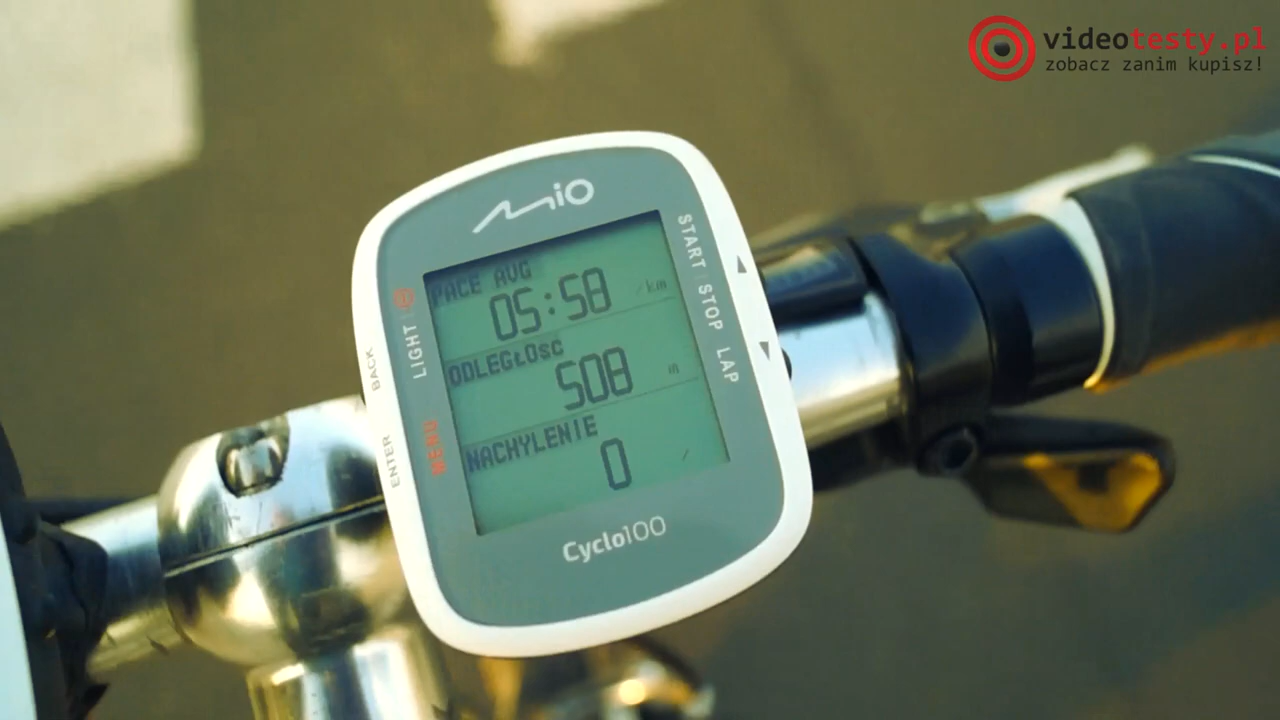 videotesty.pl
zobacz zanim kupisz!
Mio
PACE AVG
05:58 /km
ODLEGŁOść
508 m
NACHYLENIE
0
START STOP LAP
LIGHT
MENU
BACK
ENTER
Cyclo100